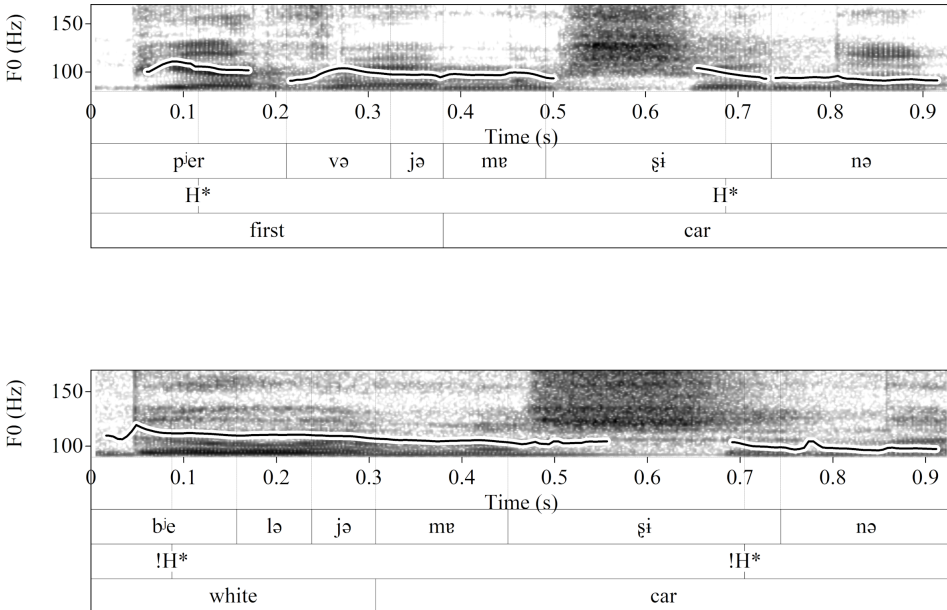 F0 (Hz)
150
100
0 0.1 0.2 0.3 0.4 0.5 0.6 0.7 0.8 0.9
Time (s)
pʲer və jə mɐ ʂɨ nə
H* H*
first car
F0 (Hz)
150
100
0 0.1 0.2 0.3 0.4 0.5 0.6 0.7 0.8 0.9
Time (s)
bʲe lə jə mɐ ʂɨ nə
!H* !H*
white car